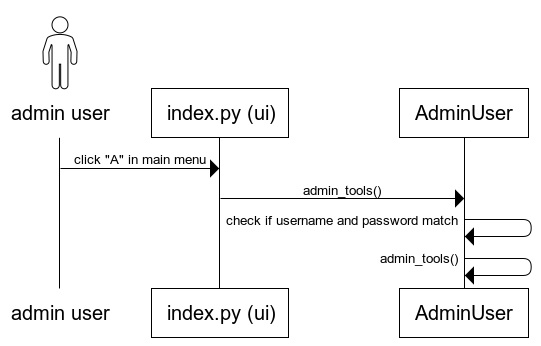 admin user
index.py (ui)
AdminUser
click "A" in main menu
admin_tools()
check if username and password match
admin_tools()
admin user
index.py (ui)
AdminUser